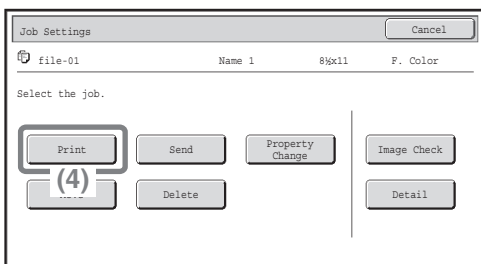 Job Settings Cancel
file-01 Name 1 8½x11 F. Color
Select the job.
Print Send Property Change Image Check
(4) Delete Detail